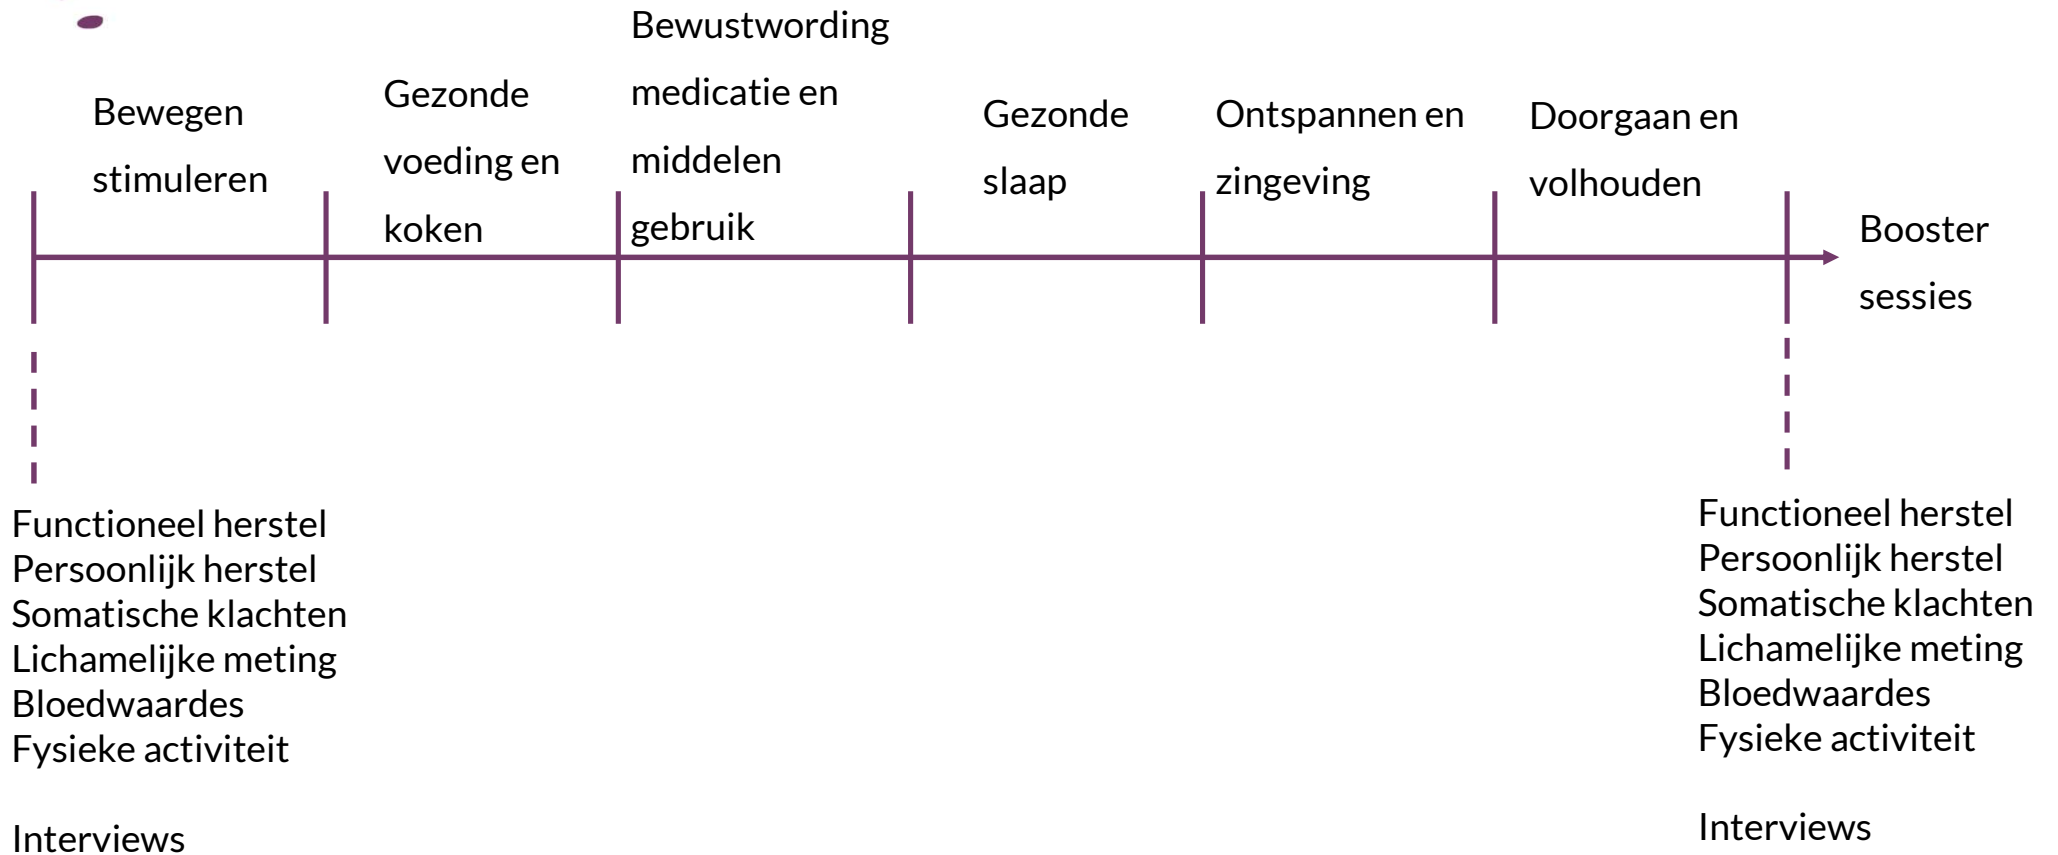 Bewegen
stimuleren
Gezonde
voeding en
koken
Bewustwording
medicatie en
middelen
gebruik
Gezonde
slaap
Ontspannen en
zingeving
Doorgaan en
volhouden
Booster
sessies
Functioneel herstel
Persoonlijk herstel
Somatische klachten
Lichamelijke meting
Bloedwaardes
Fysieke activiteit
Interviews
Functioneel herstel
Persoonlijk herstel
Somatische klachten
Lichamelijke meting
Bloedwaardes
Fysieke activiteit
Interviews